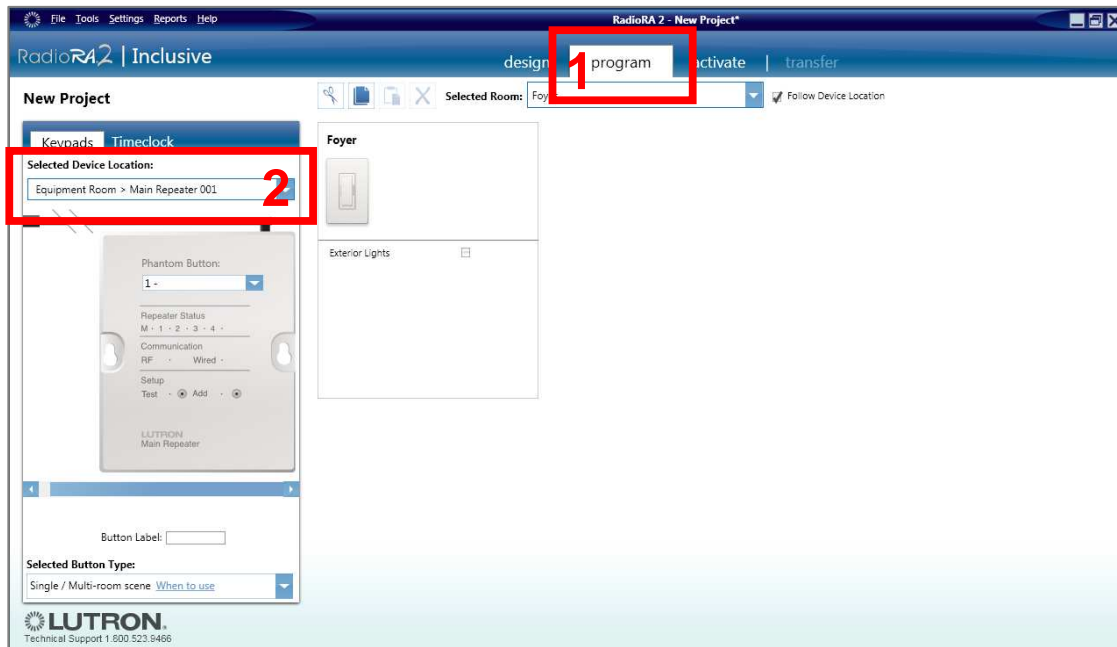 File Tools Settings Reports Help
RadioRA 2 - New Project*
RadioRA2 | Inclusive
design program activate | transfer
1
New Project
Selected Room: Foyer
Follow Device Location
Keypads Timeclock
Selected Device Location:
Equipment Room > Main Repeater 001
2
Foyer
Phantom Button:
1 -
Repeater Status
M · 1 · 2 · 3 · 4 ·
Communication
RF · Wired ·
Setup
Test · Add ·
LUTRON
Main Repeater
Exterior Lights
Button Label:
Selected Button Type:
Single / Multi-room scene When to use
LUTRON.
Technical Support 1.800.523.9466